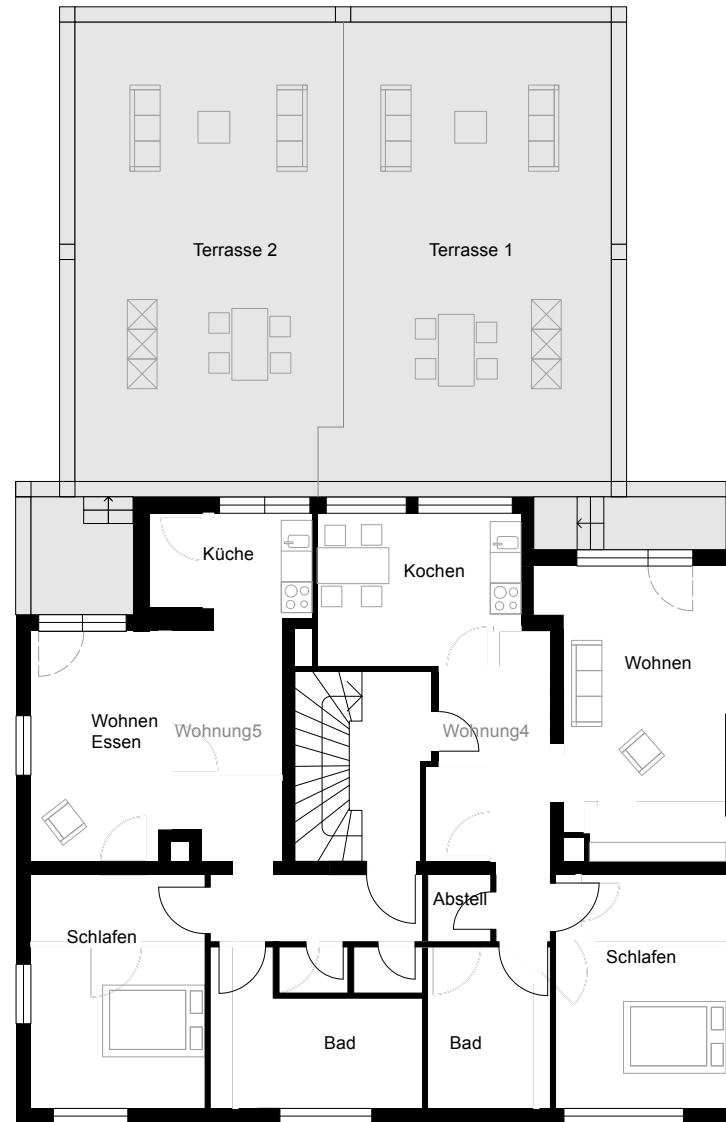 Terrasse 2
Terrasse 1
Küche
Kochen
Wohnen
Wohnen
Essen
Wohnung5
Wohnung4
Abstell
Schlafen
Schlafen
Bad
Bad